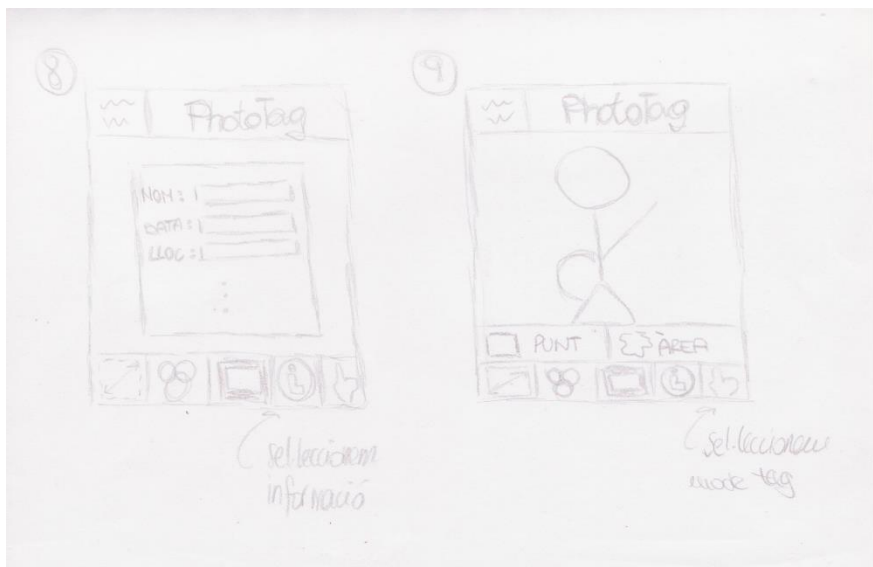 8
PhotoTag
NOM:
DATA:
LLOC:
i
sel·leccionem
informació
9
PhotoTag
PUNT
ÀREA
i
sel·leccionem
mode tag